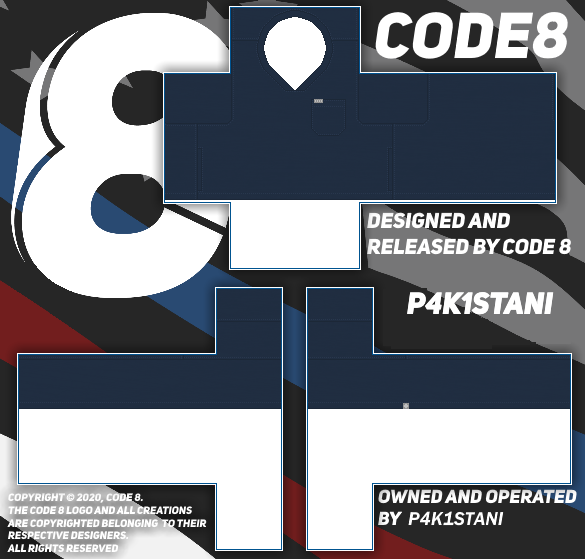 8
CODE8
DESIGNED AND
RELEASED BY CODE 8
P4K1STANI
COPYRIGHT © 2020, CODE 8.
THE CODE 8 LOGO AND ALL CREATIONS
ARE COPYRIGHTED BELONGING TO THEIR
RESPECTIVE DESIGNERS.
ALL RIGHTS RESERVED
OWNED AND OPERATED
BY P4K1STANI